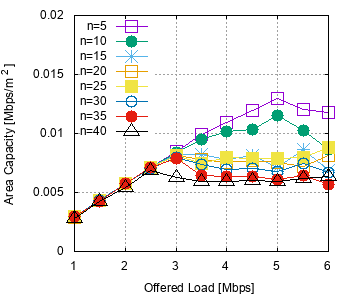 0.02
0.015
0.01
0.005
0
Area Capacity [Mbps/m²]
n=5
n=10
n=15
n=20
n=25
n=30
n=35
n=40
1 2 3 4 5 6
Offered Load [Mbps]